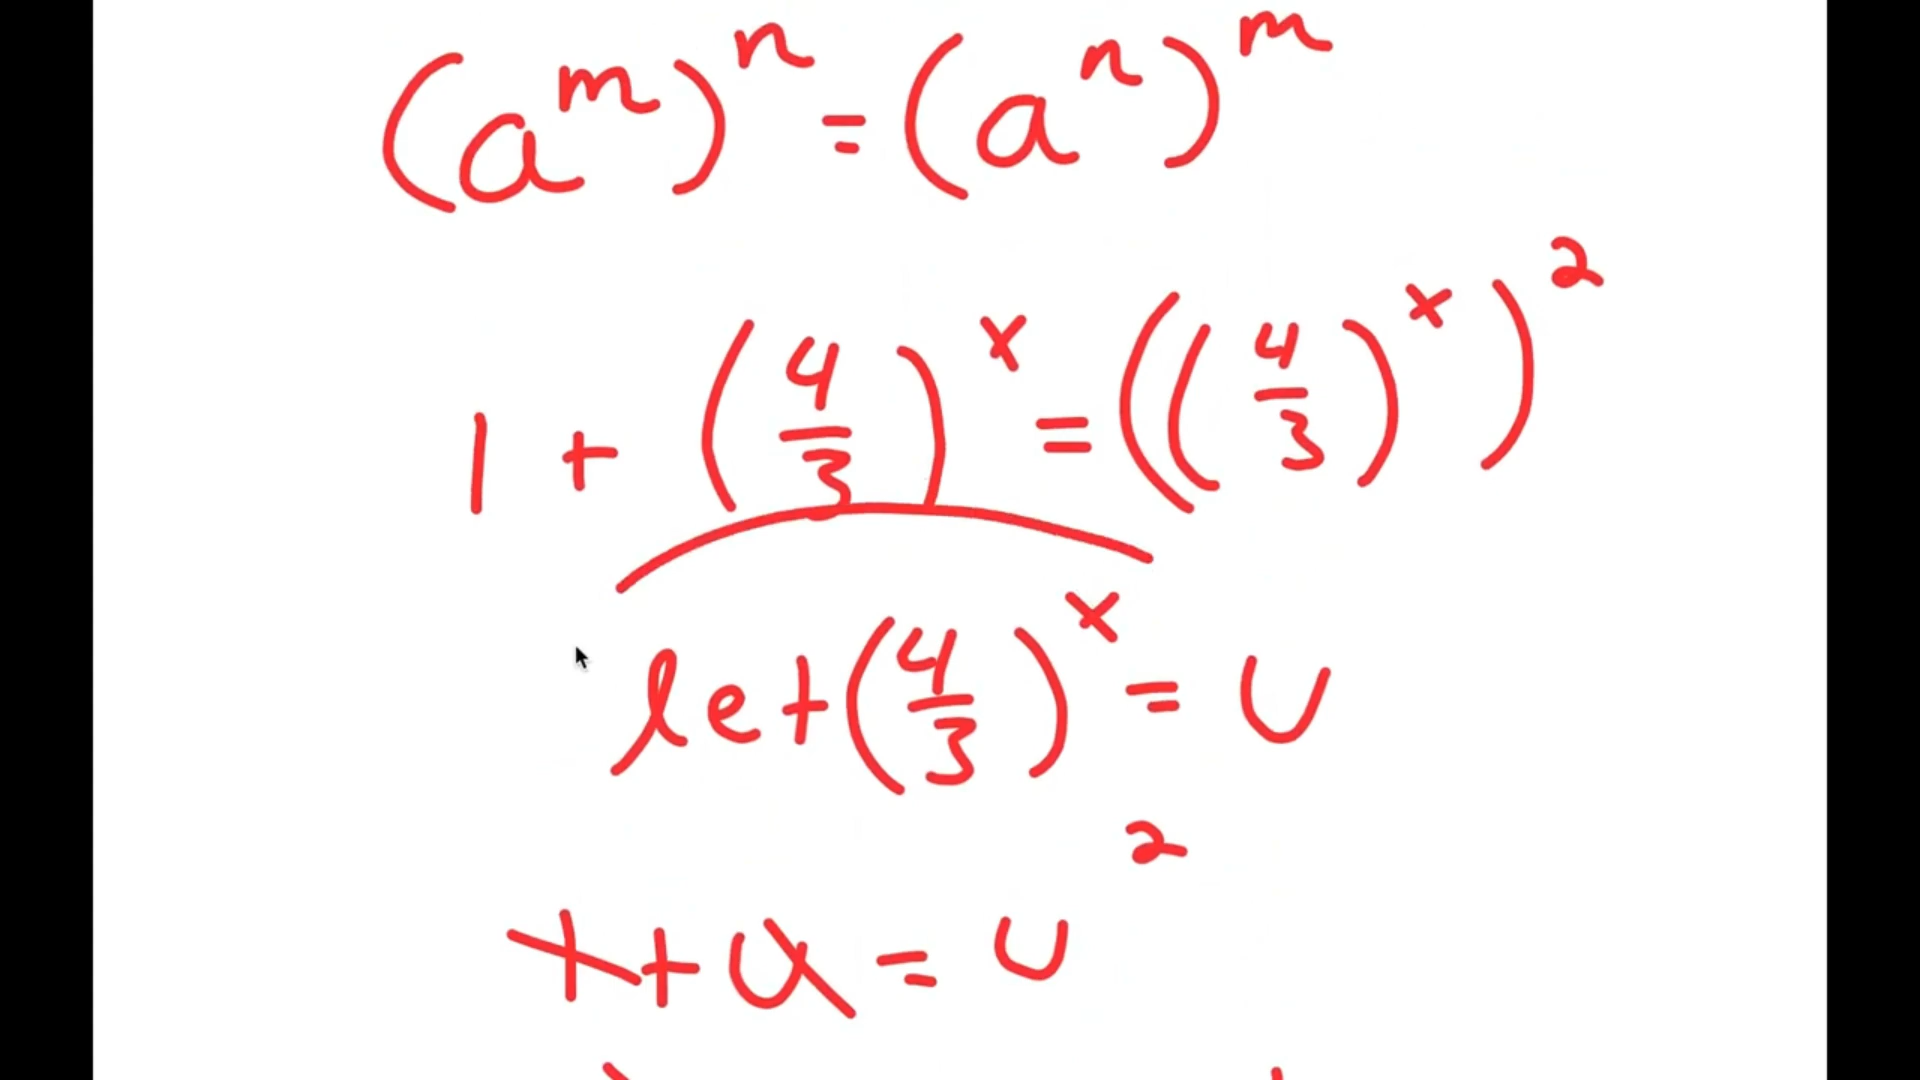 (a^m)^n = (a^n)^m
1 + (4/3)^x = ((4/3)^x)^2
let (4/3)^x = U
1 + U = U^2